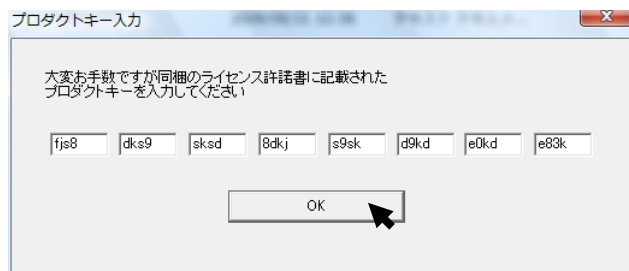 プロダクトキー入力
大変お手数ですが同梱のライセンス許諾書に記載された
プロダクトキーを入力してください
fjs8 dks9 sksd 8dkj s9sk d9kd e0kd e83k
OK